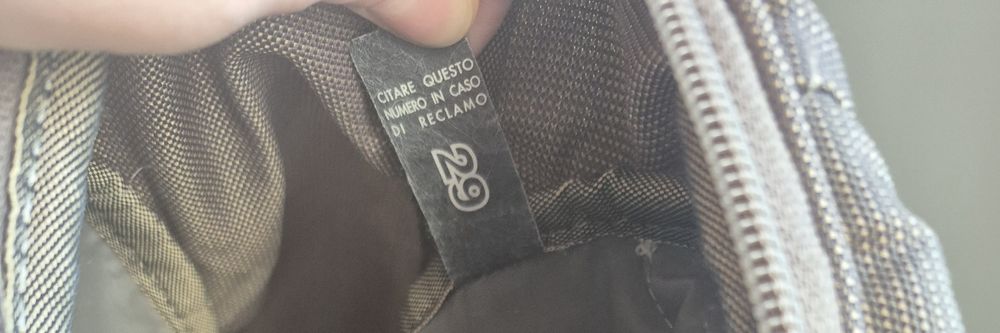 CITARE QUESTO
NUMERO IN CASO
DI RECLAMO
29